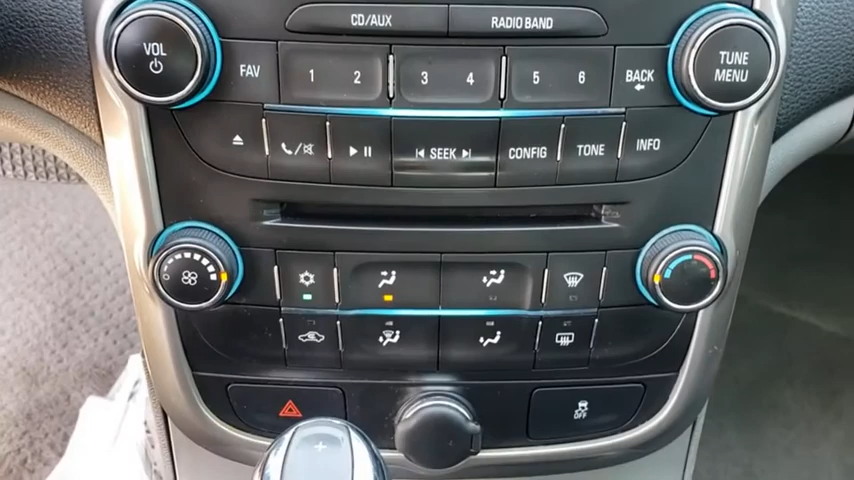 CD/AUX RADIO BAND
VOL
FAV 1 2 3 4 5 6 BACK
TUNE
MENU
SEEK CONFIG TONE INFO
OFF
+